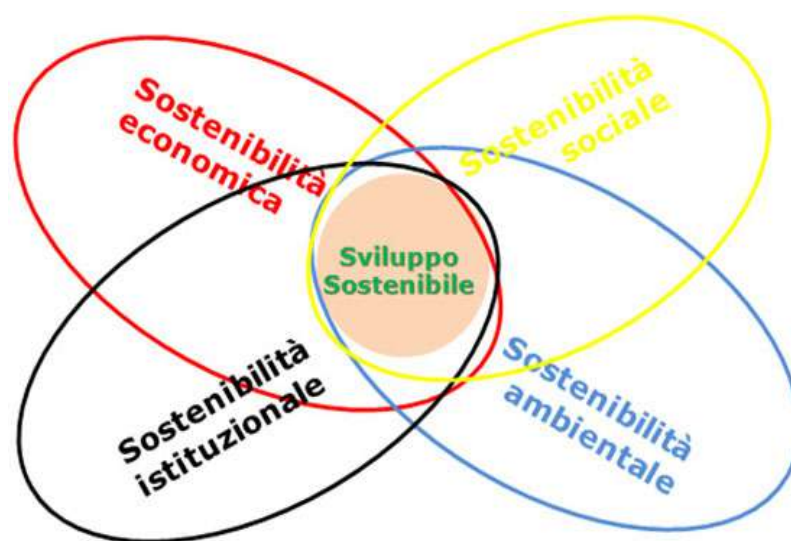 Sostenibilità
economica
Sostenibilità
sociale
Sviluppo
Sostenibile
Sostenibilità
istituzionale
Sostenibilità
ambientale